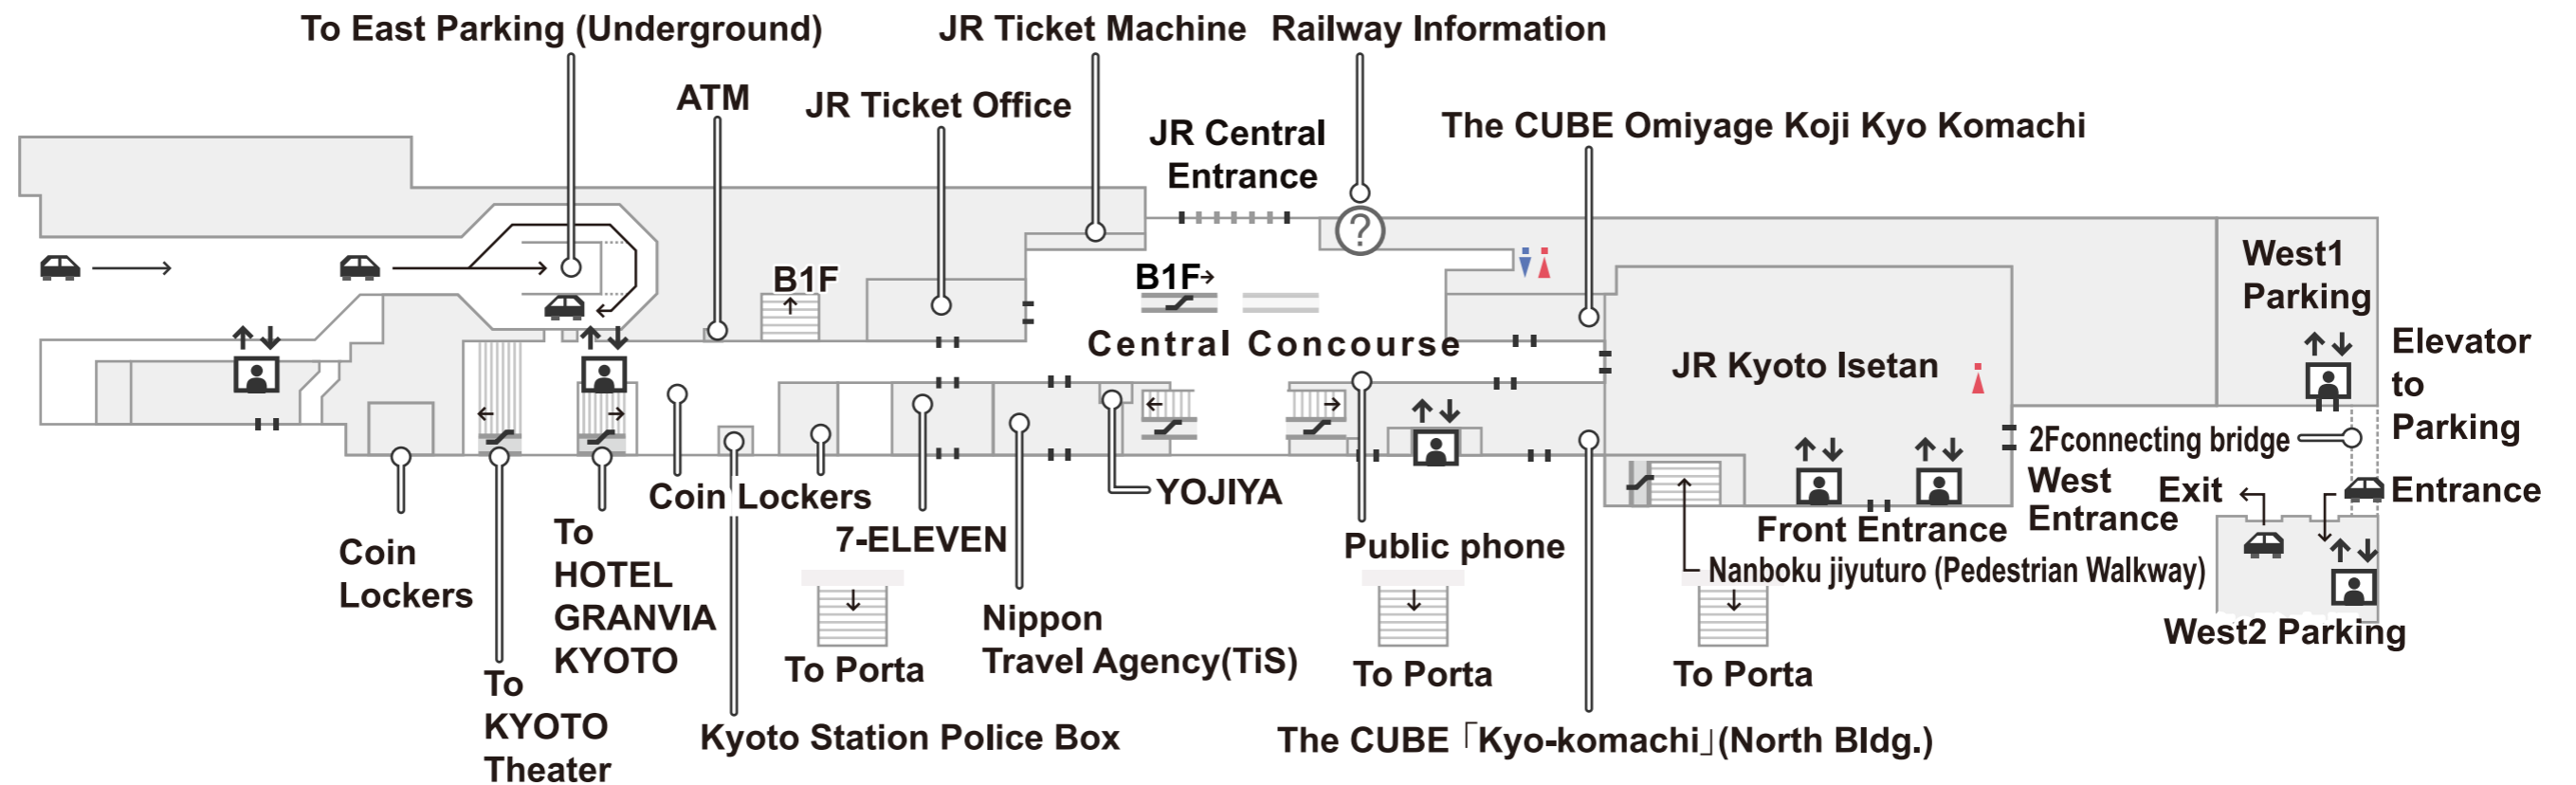 To East Parking (Underground)
JR Ticket Machine
Railway Information
ATM
JR Ticket Office
JR Central
Entrance
The CUBE Omiyage Koji Kyo Komachi
B1F
B1F
Central Concourse
JR Kyoto Isetan
West1
Parking
Elevator
to
Parking
2Fconnecting bridge
West
Entrance
Exit
Entrance
Front Entrance
Nanboku jiyuturo (Pedestrian Walkway)
West2 Parking
Coin
Lockers
To
KYOTO
Theater
To
HOTEL
GRANVIA
KYOTO
Coin Lockers
Kyoto Station Police Box
7-ELEVEN
To Porta
Nippon
Travel Agency(TiS)
YOJIYA
Public phone
To Porta
To Porta
The CUBE「Kyo-komachi」(North Bldg.)
?